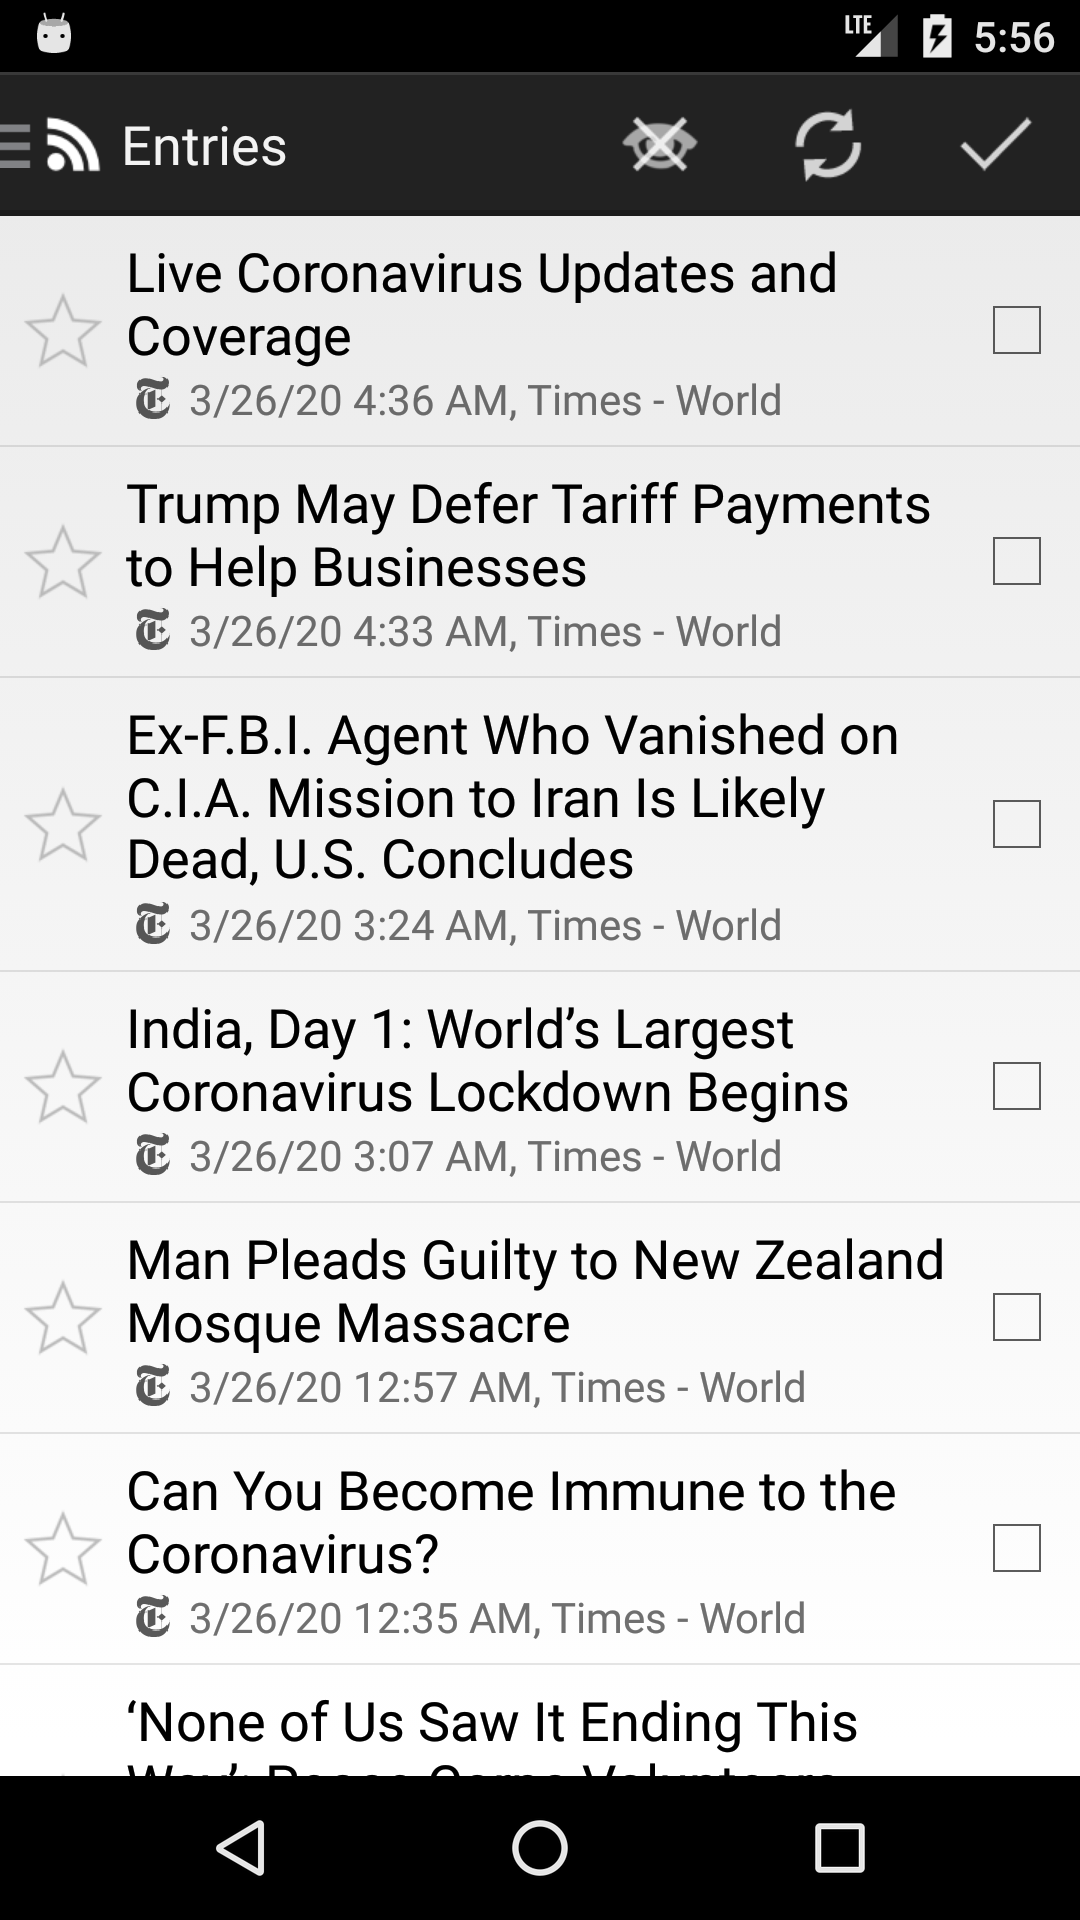 LTE 5:56
Entries
Live Coronavirus Updates and
Coverage
3/26/20 4:36 AM, Times - World
Trump May Defer Tariff Payments
to Help Businesses
3/26/20 4:33 AM, Times - World
Ex-F.B.I. Agent Who Vanished on
C.I.A. Mission to Iran Is Likely
Dead, U.S. Concludes
3/26/20 3:24 AM, Times - World
India, Day 1: World’s Largest
Coronavirus Lockdown Begins
3/26/20 3:07 AM, Times - World
Man Pleads Guilty to New Zealand
Mosque Massacre
3/26/20 12:57 AM, Times - World
Can You Become Immune to the
Coronavirus?
3/26/20 12:35 AM, Times - World
‘None of Us Saw It Ending This
Way’: Peace Corps Volunteers